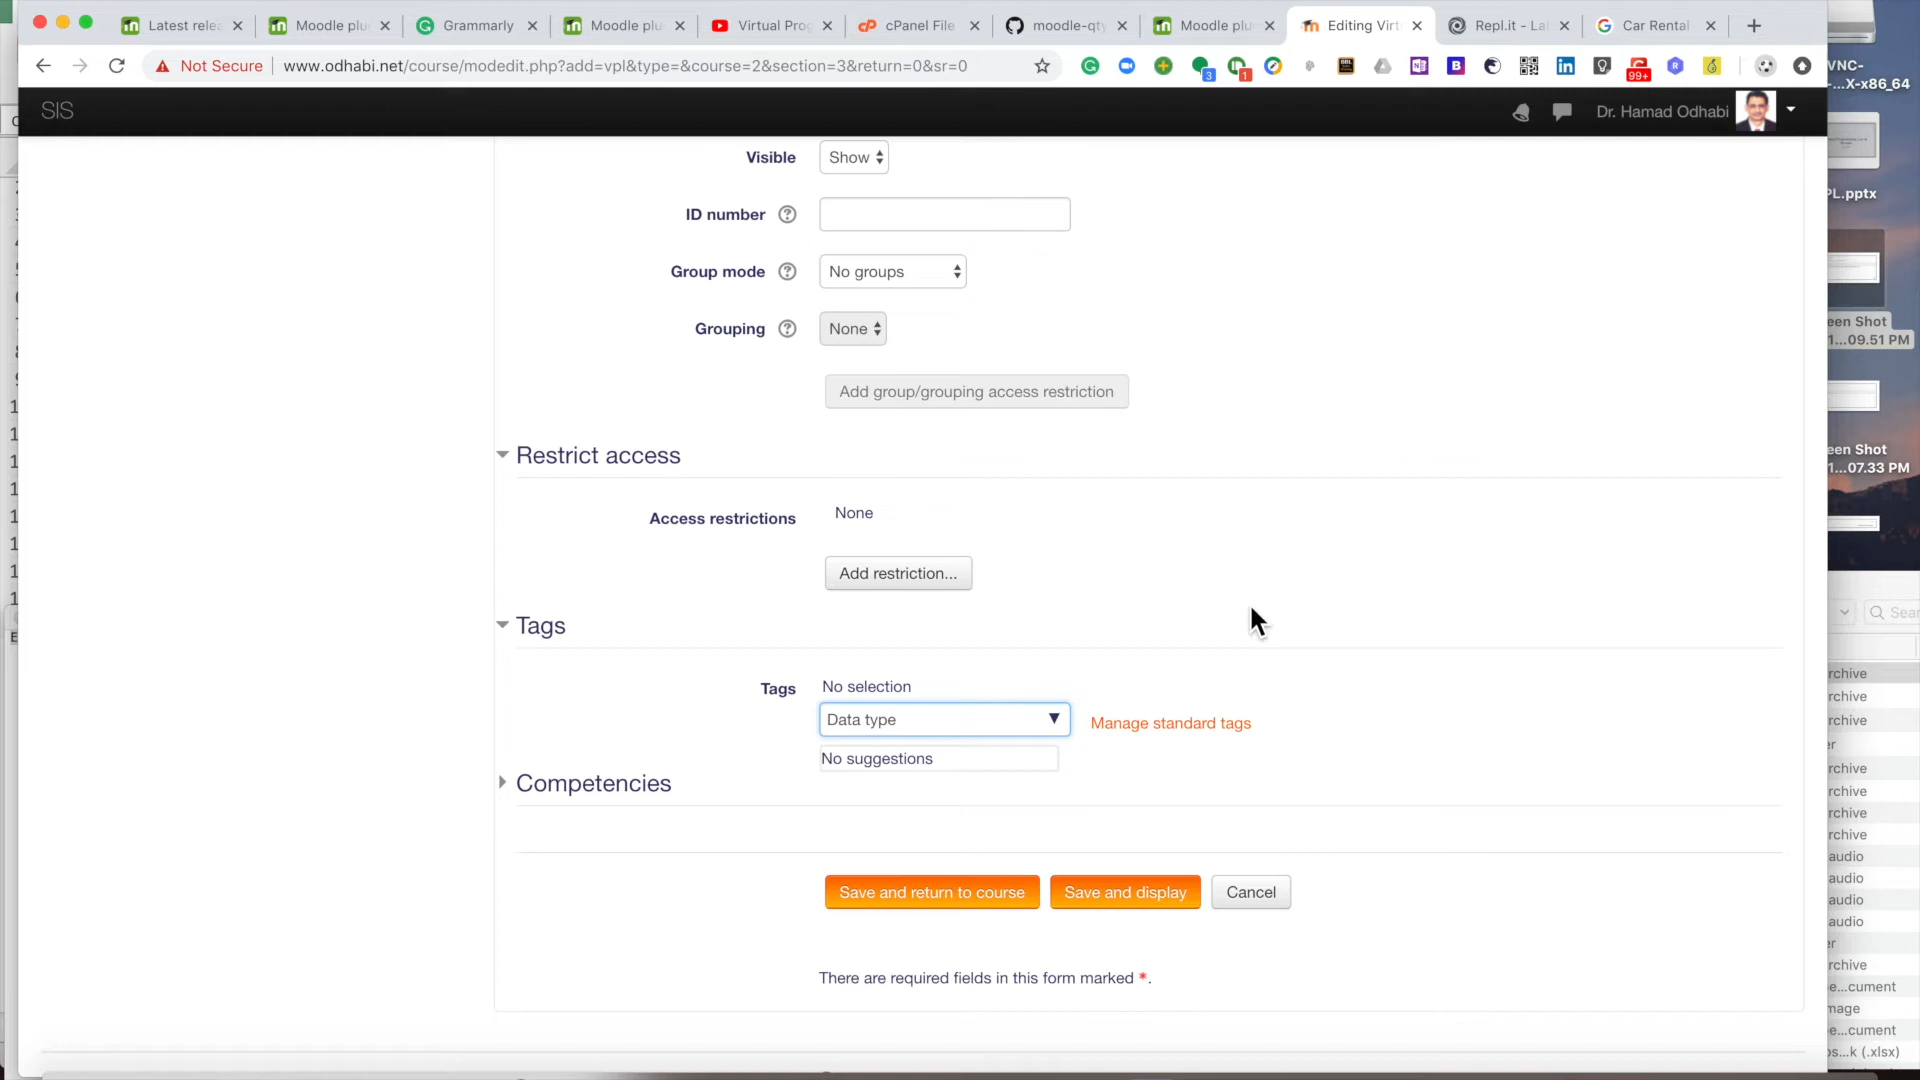 Latest relea
Moodle plu
Grammarly
Moodle plu
Virtual Prog
cPanel File
moodle-qty
Moodle plu
Editing Virt
Repl.it - La
Car Rental
Not Secure
www.odhabi.net/course/modedit.php?add=vpl&type=&course=2&section=3&return=0&sr=0
3
1
99+
VNC-
-...X-x86_64
SIS
Dr. Hamad Odhabi
Visible
Show
PL.pptx
ID number
Group mode
No groups
Grouping
None
een Shot
1...09.51 PM
Add group/grouping access restriction
Restrict access
een Shot
1...07.33 PM
Access restrictions
None
Add restriction...
Tags
Sear
Tags
No selection
Data type
Manage standard tags
No suggestions
Competencies
rchive
rchive
rchive
er
rchive
rchive
rchive
rchive
audio
audio
audio
audio
er
rchive
e...cument
mage
e...cument
os...k (.xlsx)
Save and return to course
Save and display
Cancel
There are required fields in this form marked *.